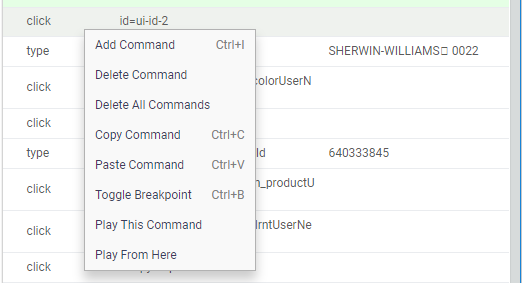 click id=ui-id-2
Add Command Ctrl+I
type SHERWIN-WILLIAMS 0022
Delete Command
click colorUserN
Delete All Commands
click
Copy Command Ctrl+C
type Id 640333845
Paste Command Ctrl+V
click n_productU
Toggle Breakpoint Ctrl+B
Play This Command
click IrntUserNe
Play From Here
click